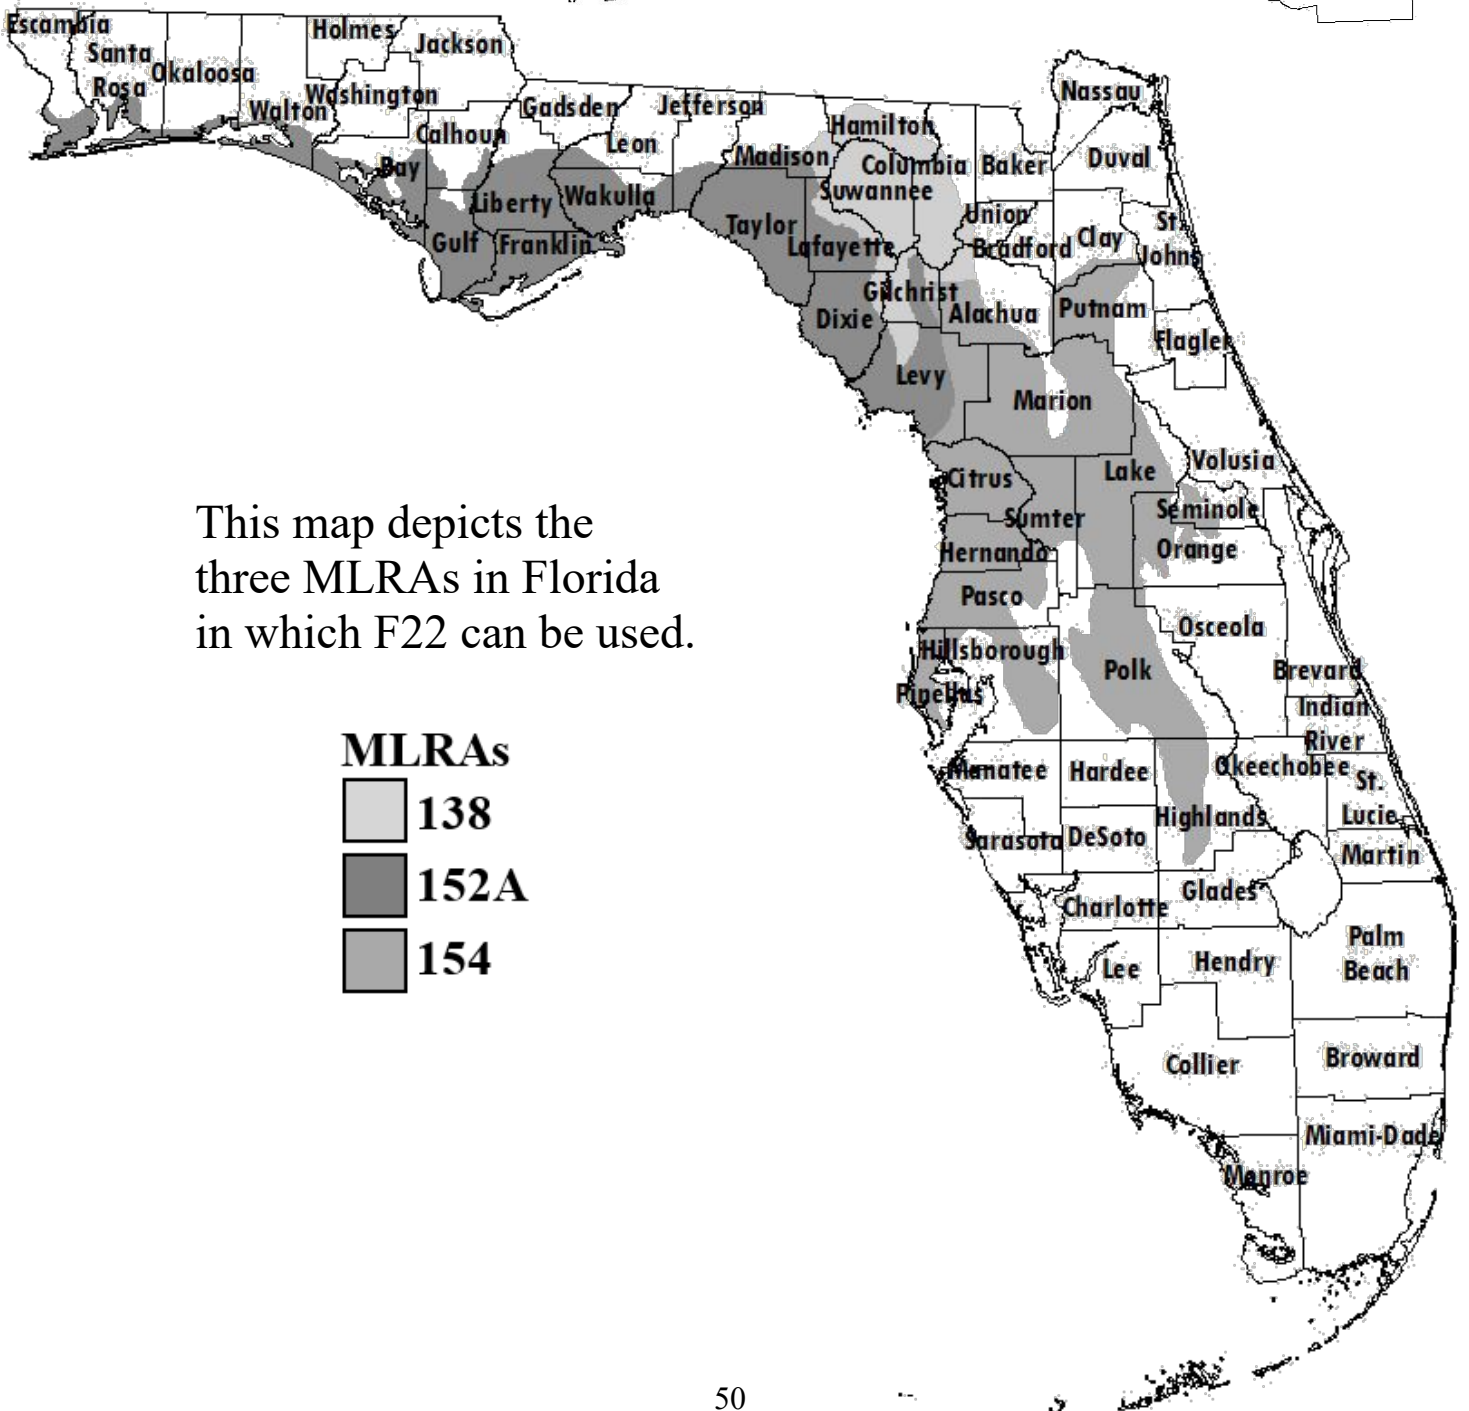 Escambia
Santa
Rosa
Okaloosa
Holmes
Jackson
Walton
Washington
Calhoun
Bay
Gulf
Gadsden
Liberty
Franklin
Leon
Wakulla
Jefferson
Madison
Taylor
Hamilton
Suwannee
Lafayette
Columbia
Dixie
Gilchrist
Levy
Baker
Union
Bradford
Alachua
Nassau
Duval
Clay
St.
Johns
Putnam
Flagler
Marion
Volusia
Citrus
Lake
Sumter
Hernando
Seminole
Orange
Pasco
Osceola
Hillsborough
Pinellas
Polk
Brevard
Indian
River
Manatee
Hardee
Okeechobee
St.
Lucie
Highlands
Sarasota
DeSoto
Martin
Charlotte
Glades
Lee
Hendry
Palm
Beach
Collier
Broward
Miami-Dade
Monroe
This map depicts the
three MLRAs in Florida
in which F22 can be used.
MLRAs
138
152A
154
50